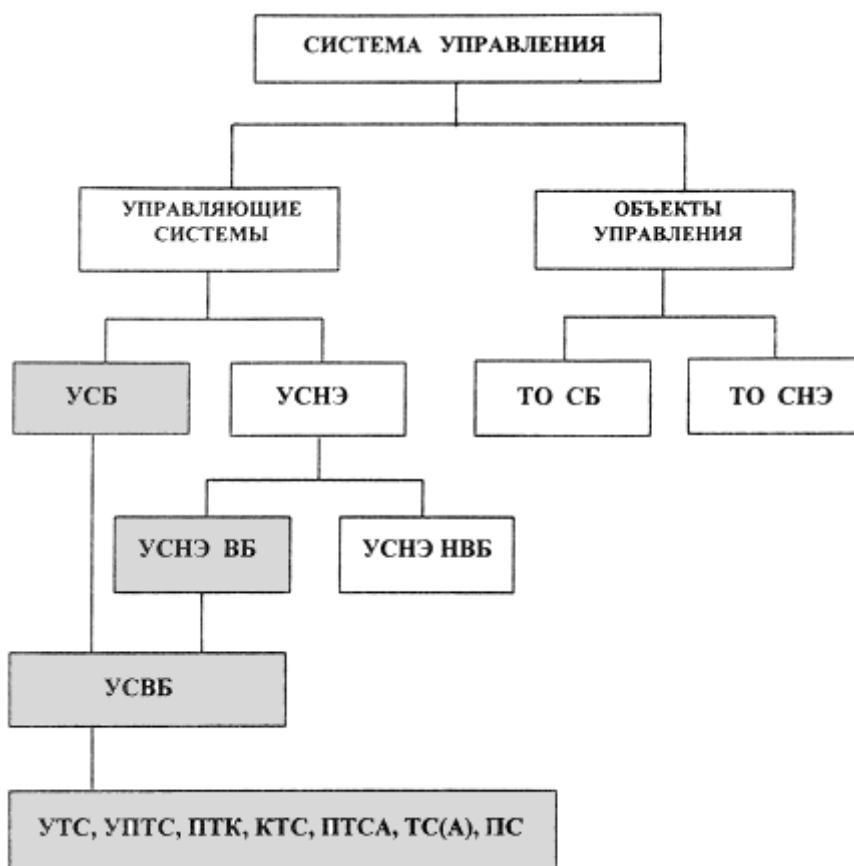 СИСТЕМА УПРАВЛЕНИЯ
УПРАВЛЯЮЩИЕ
СИСТЕМЫ
ОБЪЕКТЫ
УПРАВЛЕНИЯ
УСБ
УСНЭ
ТО СБ
ТО СНЭ
УСНЭ ВБ
УСНЭ НВБ
УСВБ
УТС, УПТС, ПТК, КТС, ПТСА, ТС(А), ПС